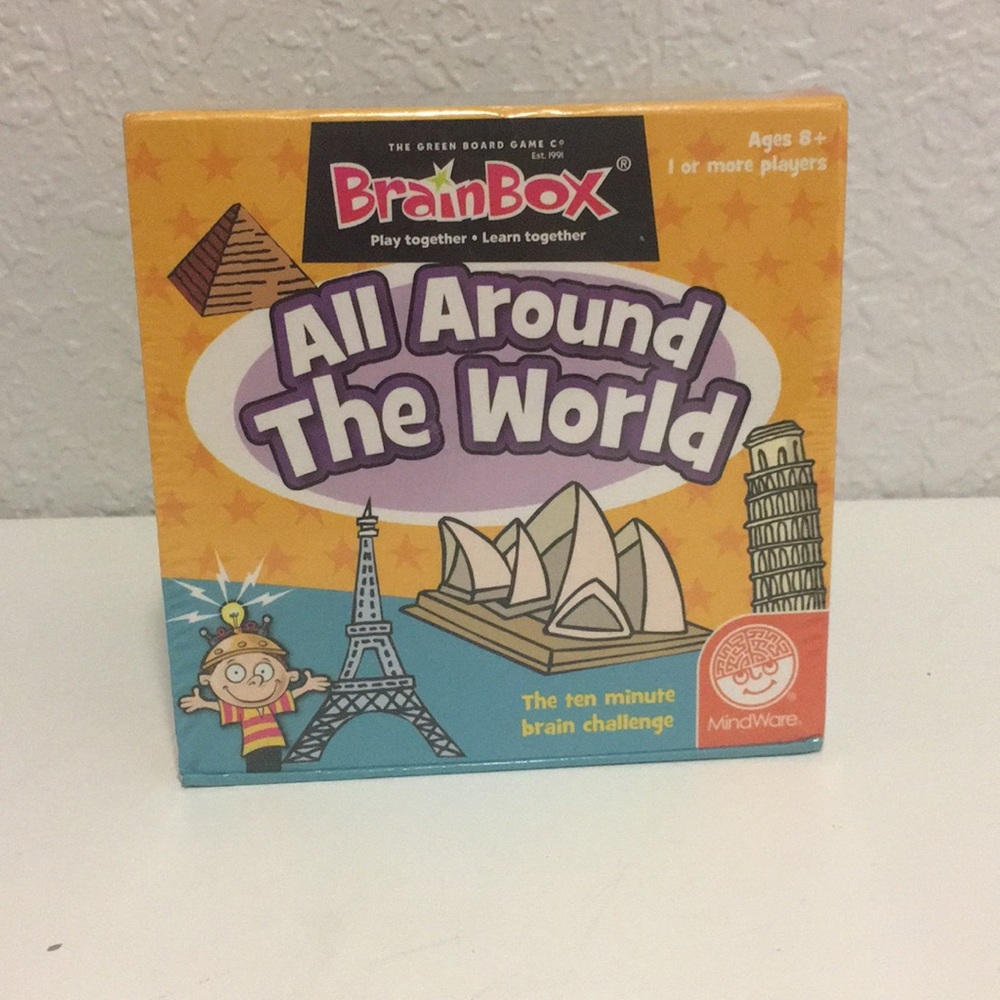 THE GREEN BOARD GAME Cº
Est. 1991
BrainBox®
Play together • Learn together
Ages 8+
1 or more players
All Around
The World
The ten minute
brain challenge
MindWare®